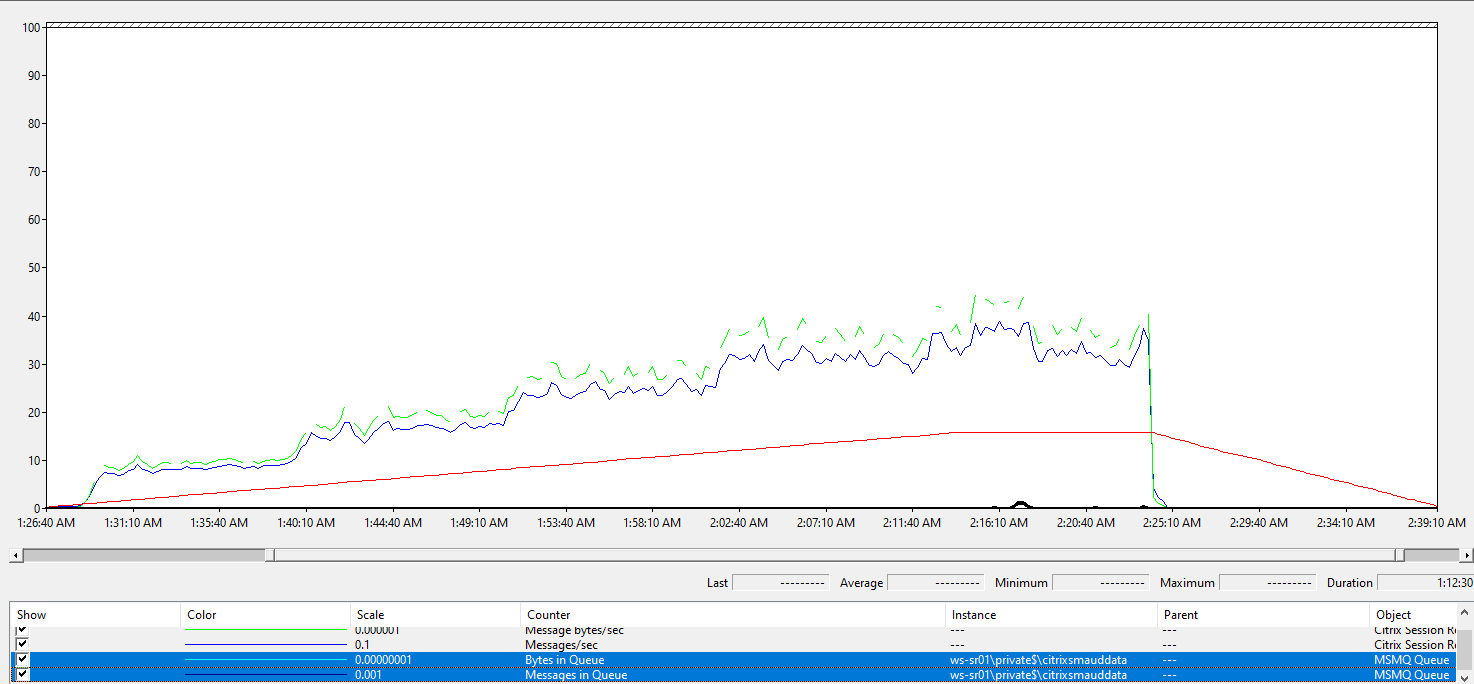 100
90
80
70
60
50
40
30
20
10
0
1:26:40 AM 1:31:10 AM 1:35:40 AM 1:40:10 AM 1:44:40 AM 1:49:10 AM 1:53:40 AM 1:58:10 AM 2:02:40 AM 2:07:10 AM 2:11:40 AM 2:16:10 AM 2:20:40 AM 2:25:10 AM 2:29:40 AM 2:34:10 AM 2:39:10 AM
Last --------- Average --------- Minimum --------- Maximum --------- Duration 1:12:30
Show Color Scale Counter Instance Parent Object
0.000001 Message bytes/sec --- --- Citrix Session Re
0.1 Messages/sec --- --- Citrix Session Re
0.00000001 Bytes in Queue ws-sr01\private$\citrixsmauddata --- MSMQ Queue
0.001 Messages in Queue ws-sr01\private$\citrixsmauddata --- MSMQ Queue